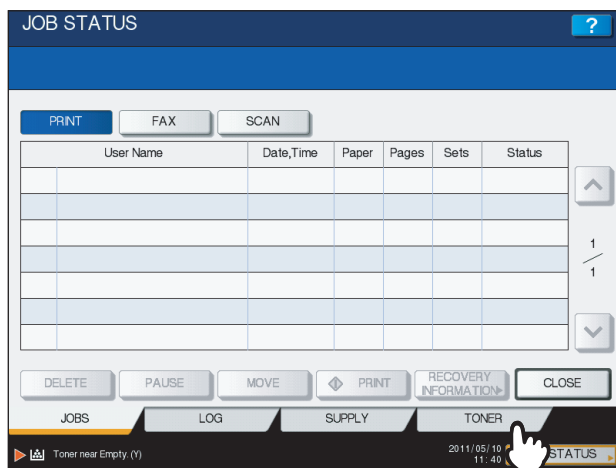 JOB STATUS
?
PRINT FAX SCAN
User Name Date,Time Paper Pages Sets Status
1
1
DELETE PAUSE MOVE PRINT RECOVERY INFORMATION CLOSE
JOBS LOG SUPPLY TONER
Toner near Empty. (Y)
2011/05/10
11:40
STATUS